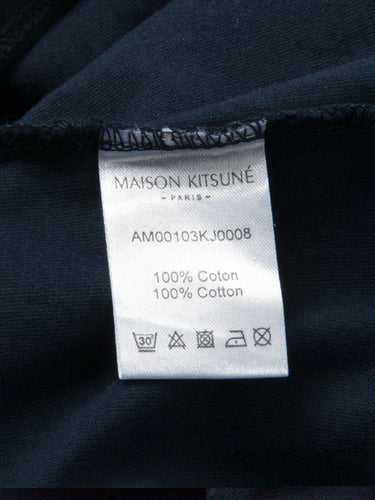 MAISON KITSUNÉ
- PARIS -
AM00103KJ0008
100% Coton
100% Cotton
30°